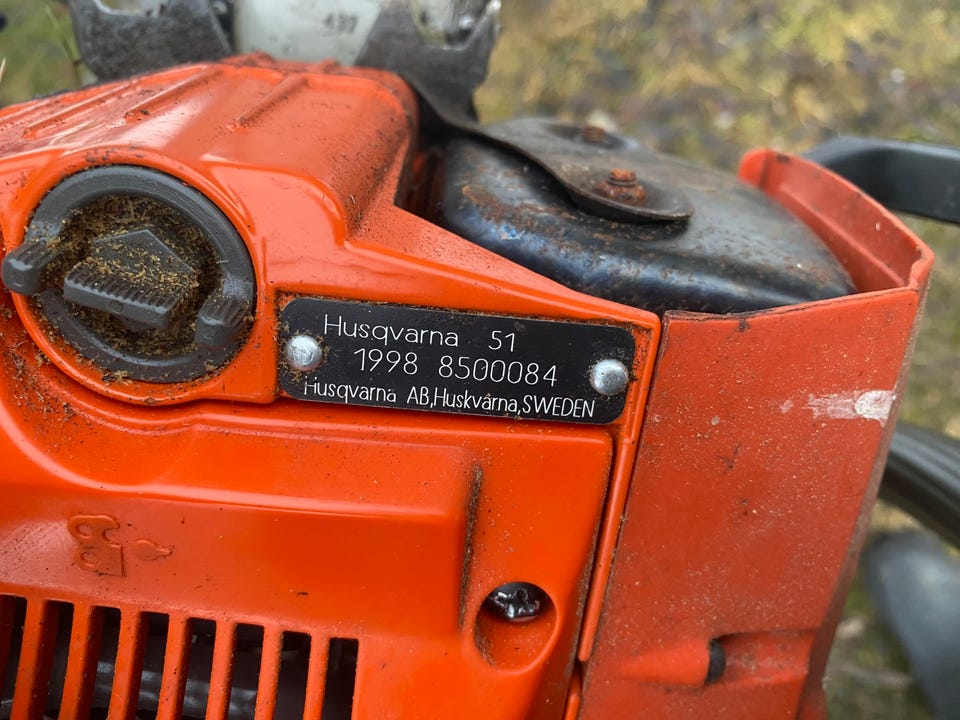 Husqvarna 51
1998 8500084
Husqvarna AB,Huskvarna,SWEDEN